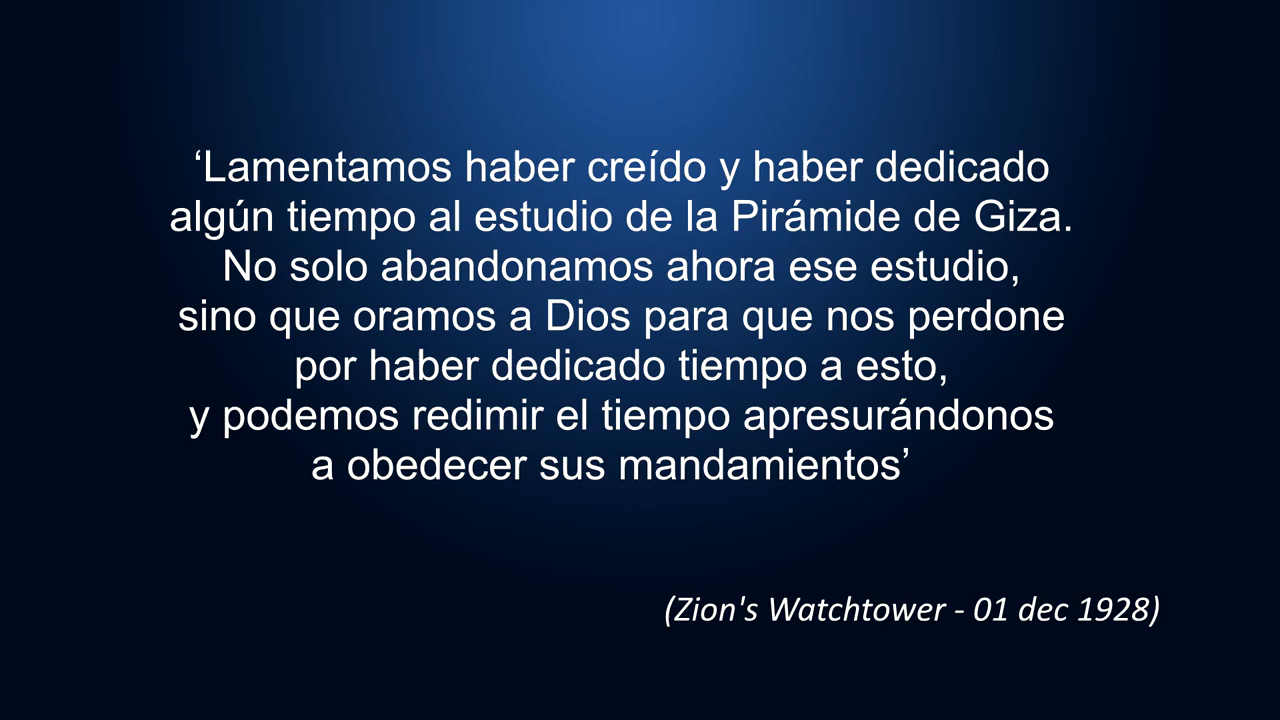 ‘Lamentamos haber creído y haber dedicado
algún tiempo al estudio de la Pirámide de Giza.
No solo abandonamos ahora ese estudio,
sino que oramos a Dios para que nos perdone
por haber dedicado tiempo a esto,
y podemos redimir el tiempo apresurándonos
a obedecer sus mandamientos’
(Zion's Watchtower - 01 dec 1928)